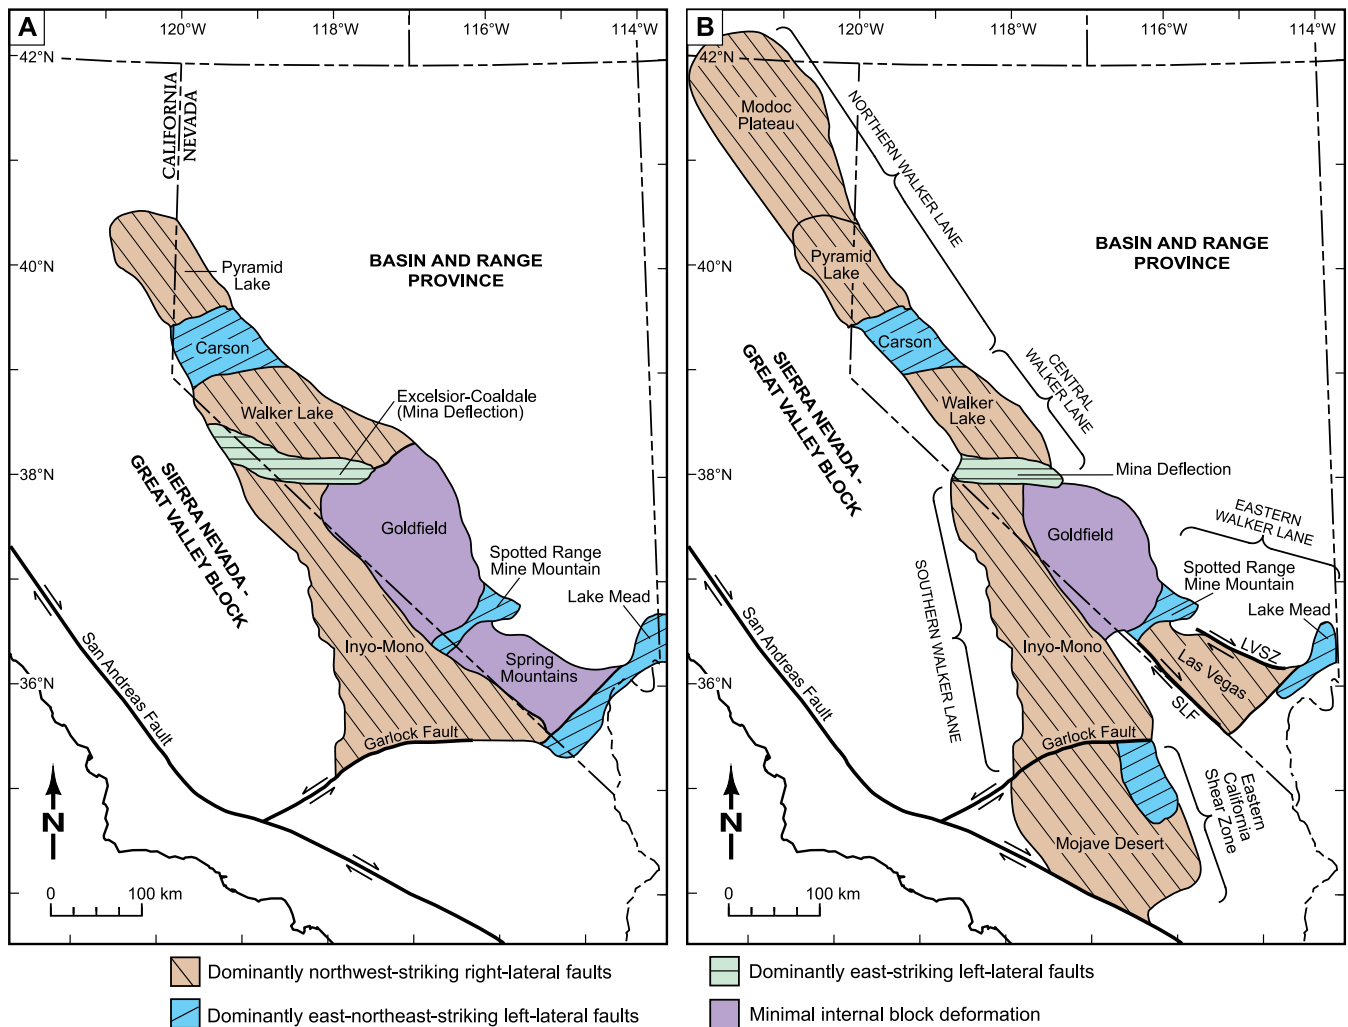 A
120°W
118°W
116°W
114°W
42°N
CALIFORNIA
NEVADA
40°N
Pyramid
Lake
BASIN AND RANGE
PROVINCE
Carson
Excelsior-Coaldale
(Mina Deflection)
Walker Lake
38°N
SIERRA NEVADA -
GREAT VALLEY BLOCK
Goldfield
Spotted Range
Mine Mountain
Lake Mead
San Andreas Fault
Inyo-Mono
Spring
Mountains
36°N
Garlock Fault
N
0
100 km
B
120°W
118°W
116°W
114°W
42°N
Modoc
Plateau
NORTHERN WALKER LANE
BASIN AND RANGE
PROVINCE
40°N
Pyramid
Lake
Carson
CENTRAL
WALKER LANE
SIERRA NEVADA -
GREAT VALLEY BLOCK
Walker
Lake
38°N
Mina Deflection
EASTERN
WALKER LANE
Goldfield
Spotted Range
Mine Mountain
Lake Mead
SOUTHERN WALKER LANE
Inyo-Mono
LVSZ
Las Vegas
SLF
36°N
San Andreas Fault
Garlock Fault
Eastern
California
Shear Zone
Mojave Desert
N
0
100 km
Dominantly northwest-striking right-lateral faults
Dominantly east-striking left-lateral faults
Dominantly east-northeast-striking left-lateral faults
Minimal internal block deformation